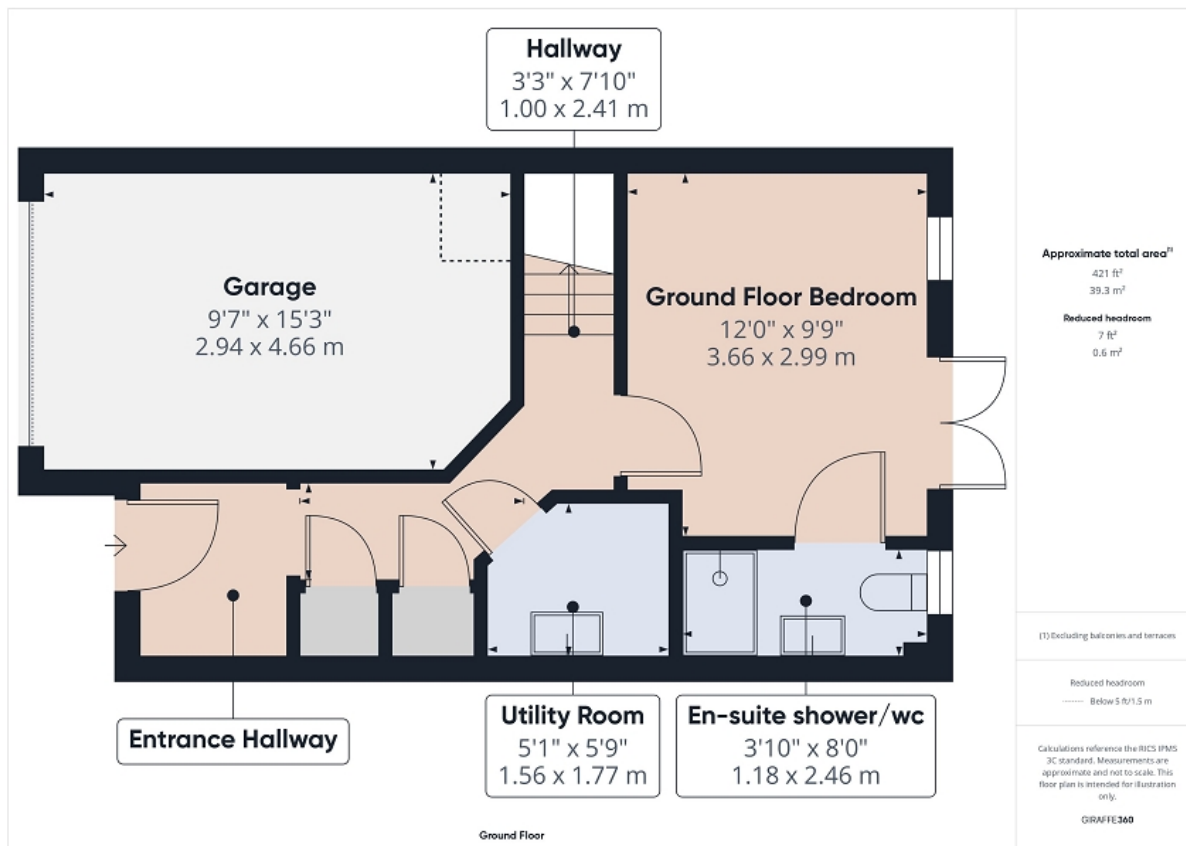 Hallway
3'3" x 7'10"
1.00 x 2.41 m
Garage
9'7" x 15'3"
2.94 x 4.66 m
Ground Floor Bedroom
12'0" x 9'9"
3.66 x 2.99 m
Entrance Hallway
Utility Room
5'1" x 5'9"
1.56 x 1.77 m
En-suite shower/wc
3'10" x 8'0"
1.18 x 2.46 m
Ground Floor
Approximate total area(1)
421 ft²
39.3 m²
Reduced headroom
7 ft²
0.6 m²
(1) Excluding balconies and terraces
Reduced headroom
Below 5 ft/1.5 m
Calculations reference the RICS IPMS
3C standard. Measurements are
approximate and not to scale. This
floor plan is intended for illustration
only.
GIRAFFE360